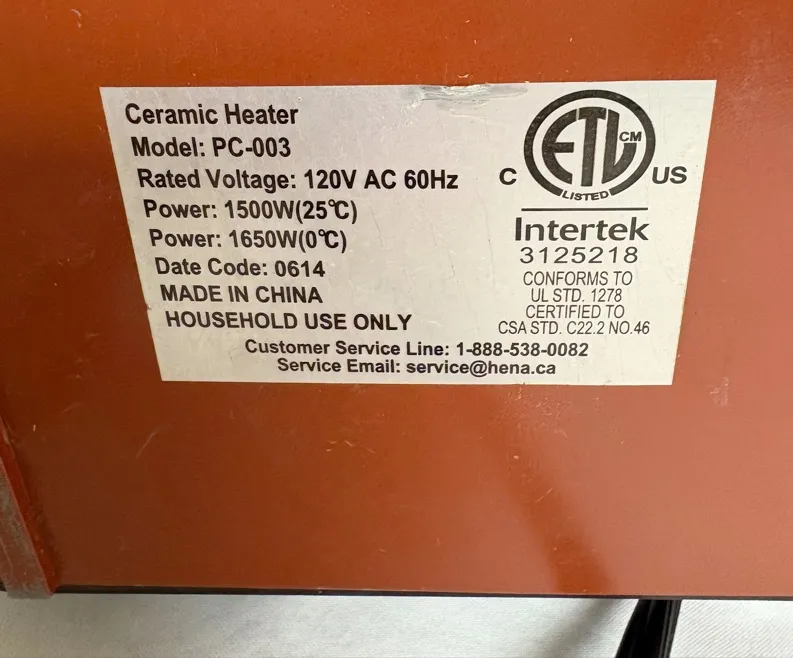 Ceramic Heater
Model: PC-003
Rated Voltage: 120V AC 60Hz
Power: 1500W(25℃)
Power: 1650W(0℃)
Date Code: 0614
MADE IN CHINA
HOUSEHOLD USE ONLY
ETL CM
C US
LISTED
Intertek
3125218
CONFORMS TO
UL STD. 1278
CERTIFIED TO
CSA STD. C22.2 NO.46
Customer Service Line: 1-888-538-0082
Service Email: service@hena.ca